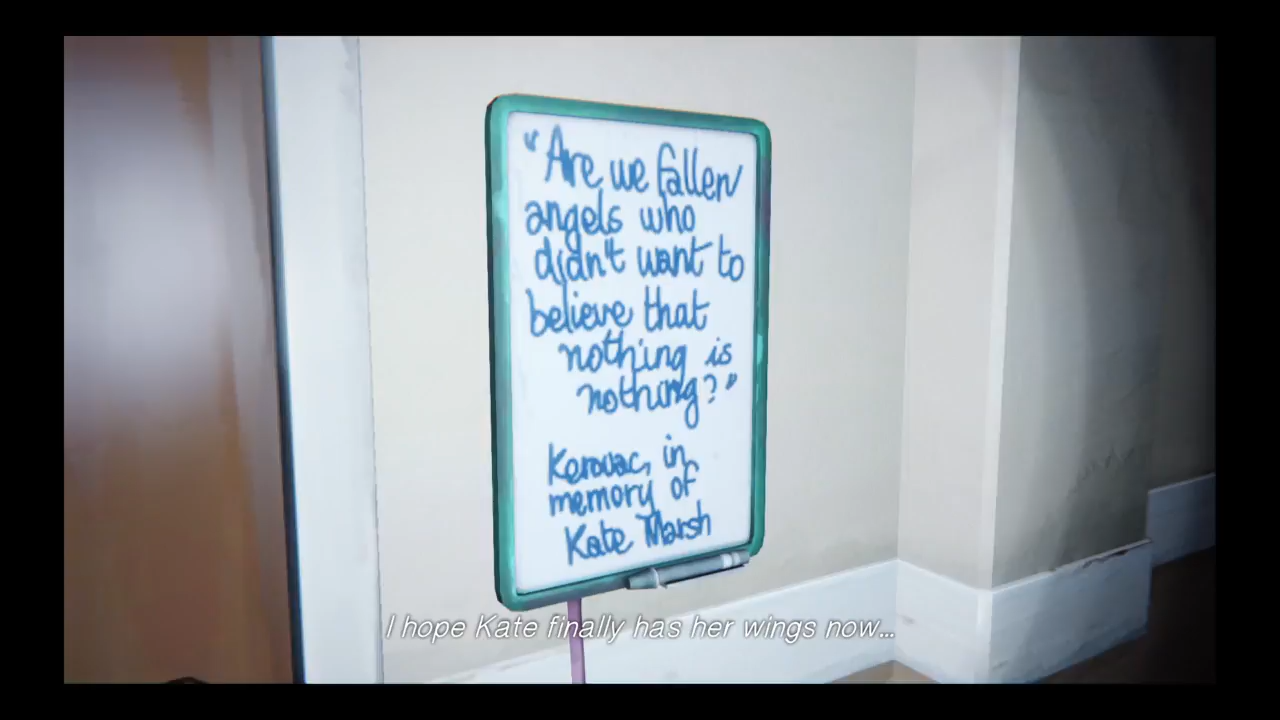 "Are we fallen
angels who
didn't want to
believe that
nothing is
nothing?"
Kerouac, in
memory of
Kate Marsh
I hope Kate finally has her wings now...